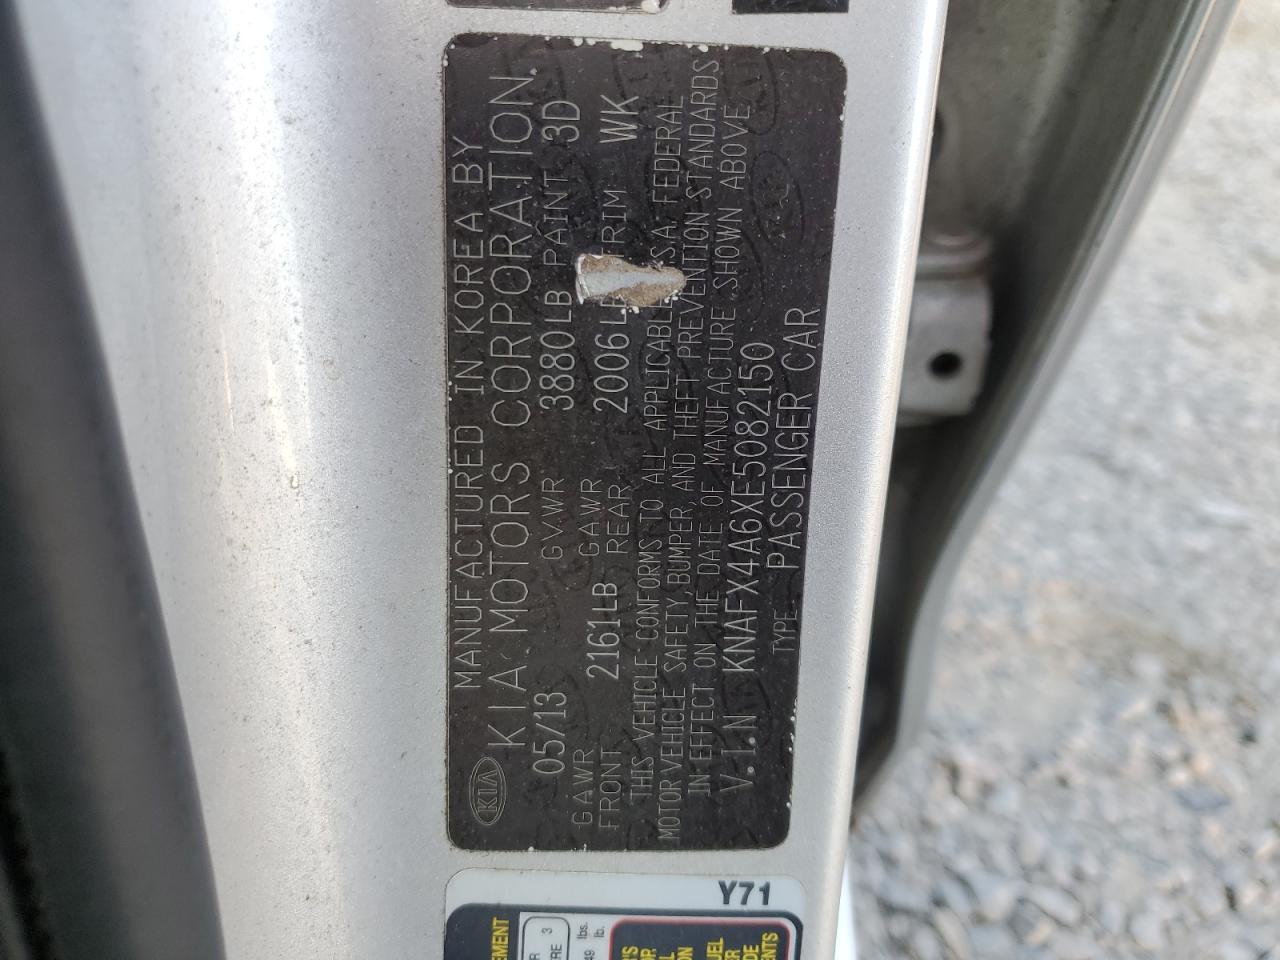 MANUFACTURED IN KOREA BY
KIA KIA MOTORS CORPORATION
05/13 GVWR 3880LB PAINT 3D
GAWR FRONT 2161LB GAWR REAR 2006LB TRIM WK
THIS VEHICLE CONFORMS TO ALL APPLICABLE U.S.A. FEDERAL
MOTOR VEHICLE SAFETY, BUMPER, AND THEFT PREVENTION STANDARDS
IN EFFECT ON THE DATE OF MANUFACTURE SHOWN ABOVE.
V.I.N KNAFX4A6XE5082150
TYPE: PASSENGER CAR
Y71